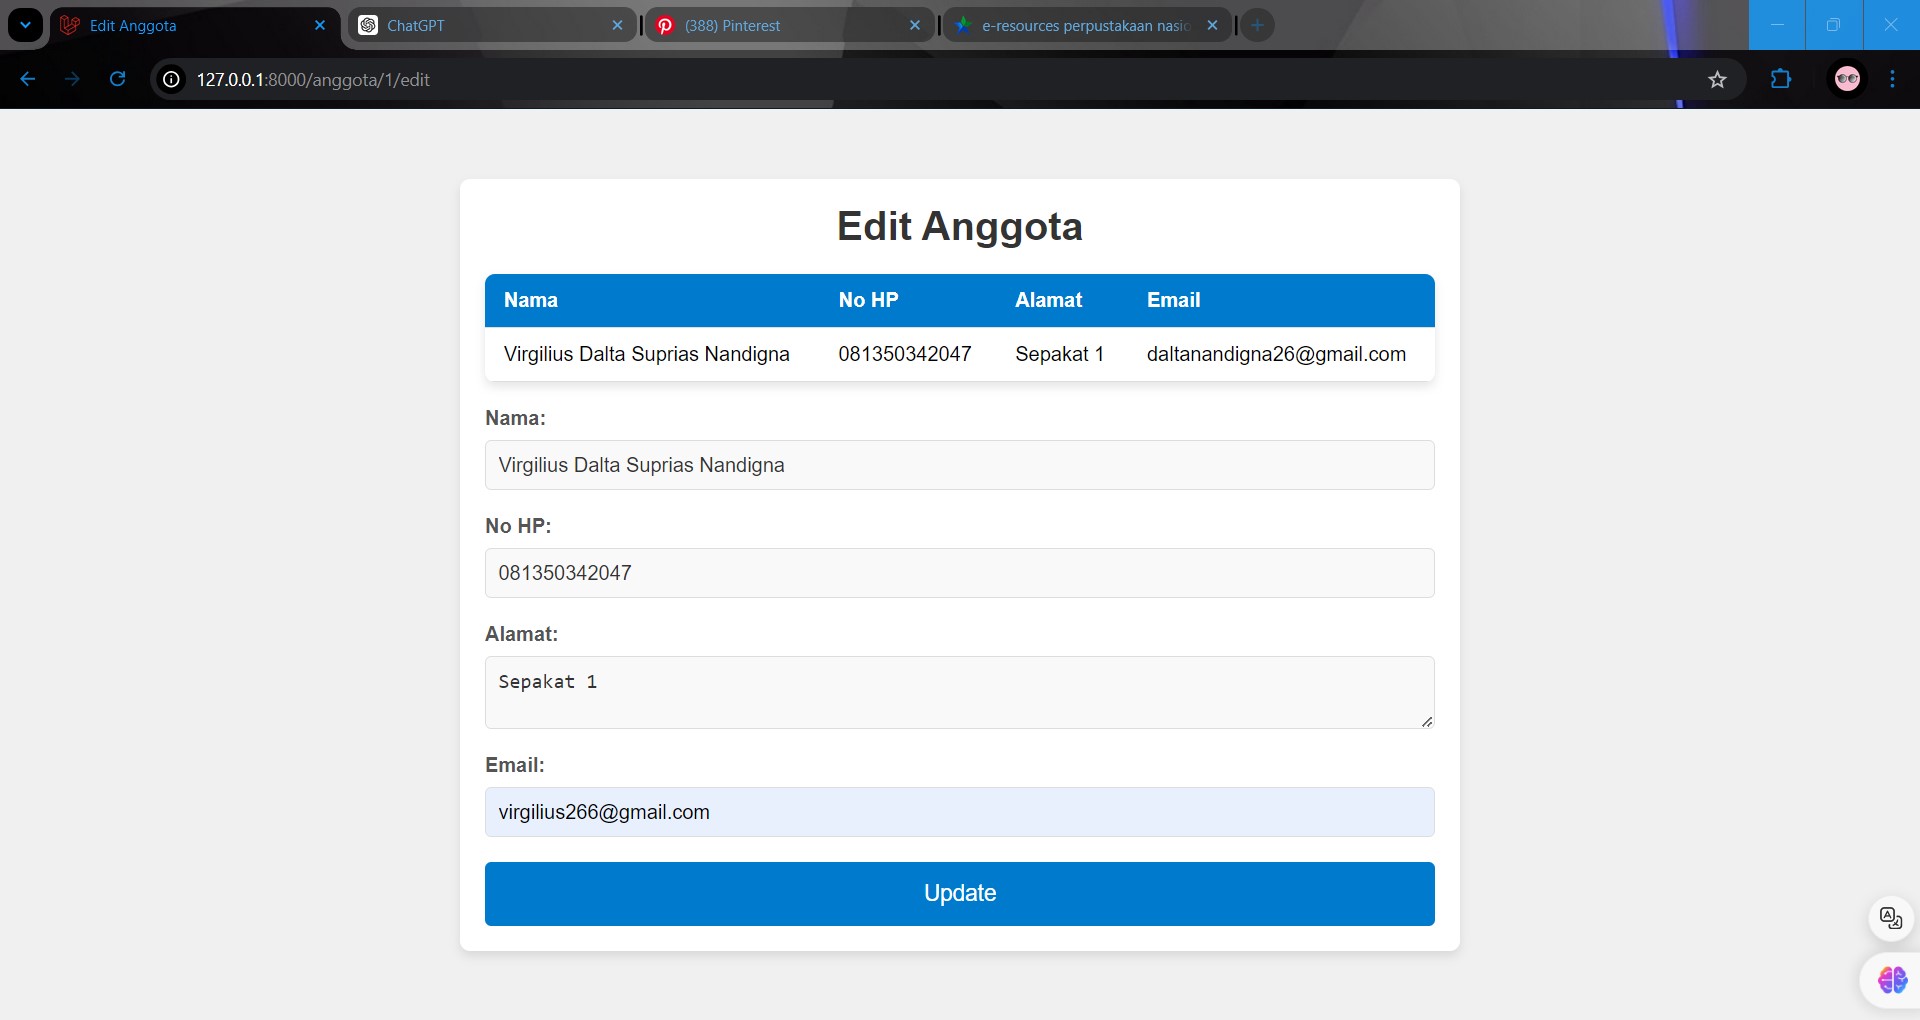 Edit Anggota
ChatGPT
(388) Pinterest
e-resources perpustakaan nasio
127.0.0.1:8000/anggota/1/edit
Edit Anggota
Nama No HP Alamat Email
Virgilius Dalta Suprias Nandigna 081350342047 Sepakat 1 daltanandigna26@gmail.com
Nama:
Virgilius Dalta Suprias Nandigna
No HP:
081350342047
Alamat:
Sepakat 1
Email:
virgilius266@gmail.com
Update